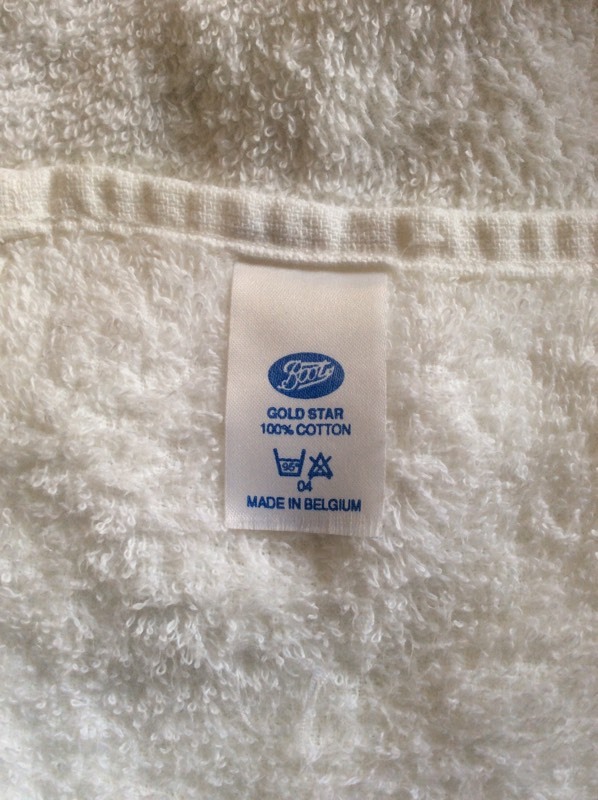 Boots
GOLD STAR
100% COTTON
95°
04
MADE IN BELGIUM